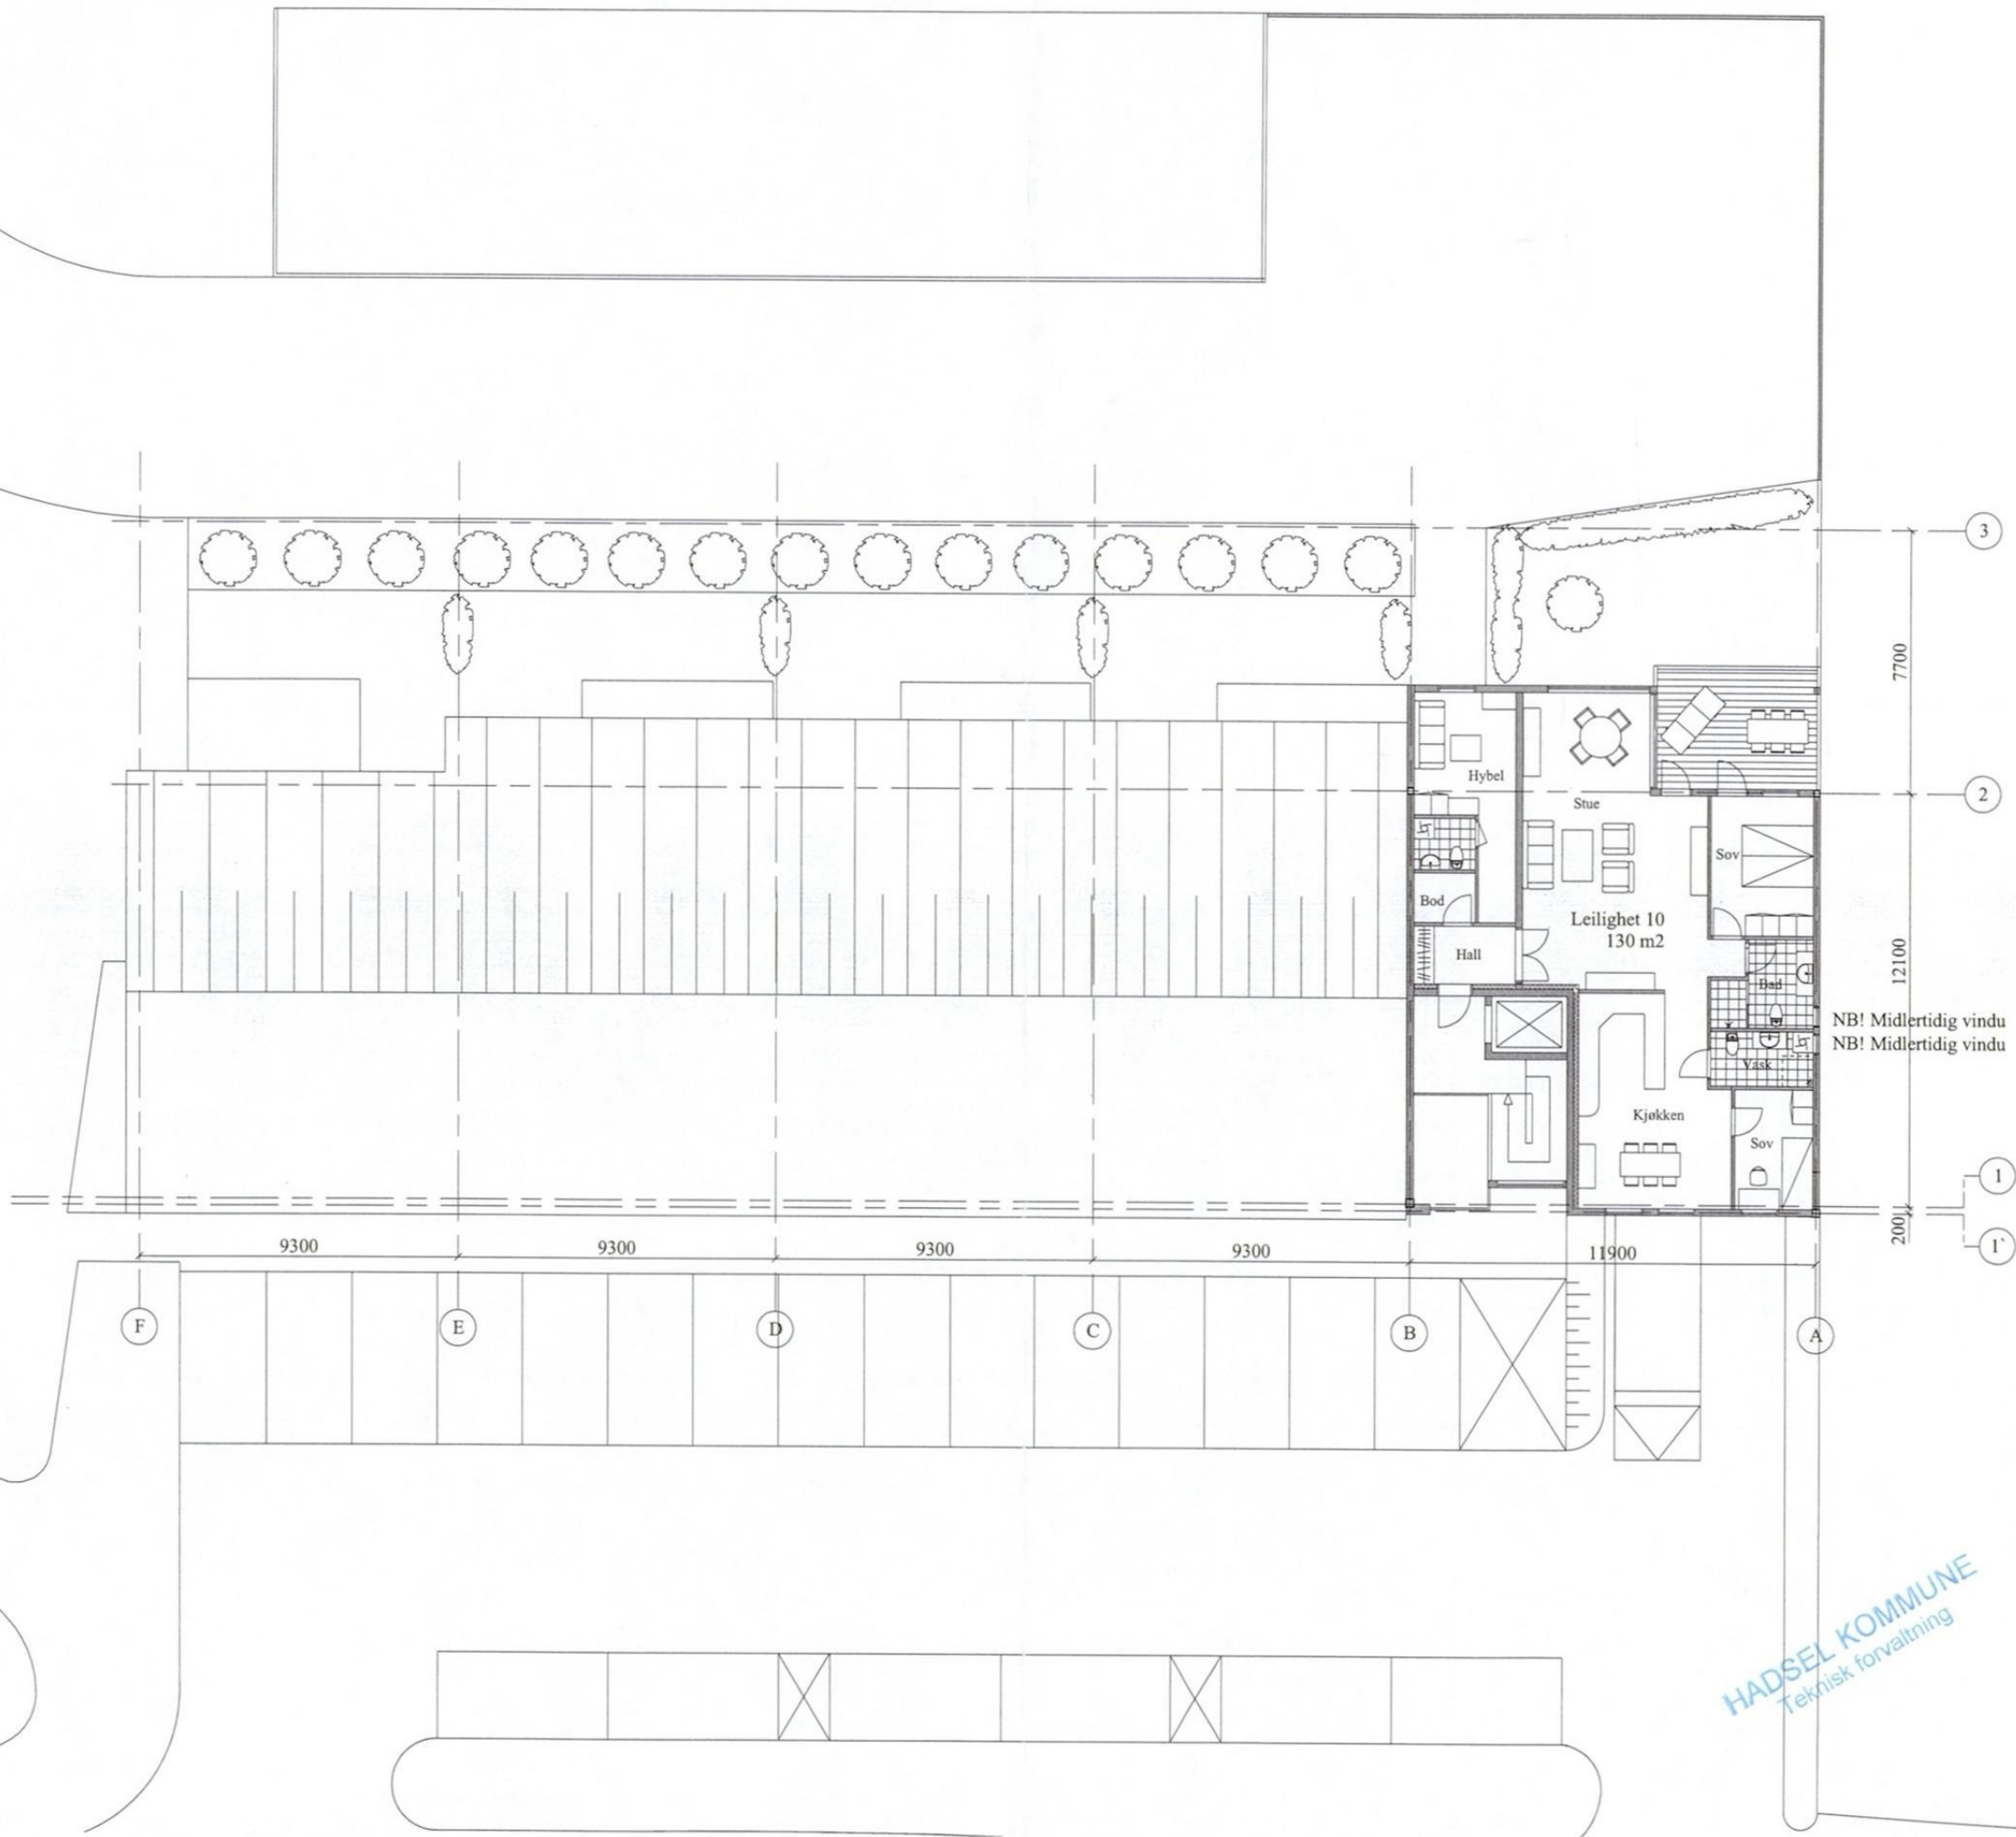 3
7700
Hybel
2
Stue
Sov
Bod
Leilighet 10
130 m2
Hall
12100
Bad
NB! Midlertidig vindu
NB! Midlertidig vindu
Vask
Kjøkken
Sov
1
200
1`
9300
9300
9300
9300
11900
F
E
D
C
B
A
HADSEL KOMMUNE
Teknisk forvaltning